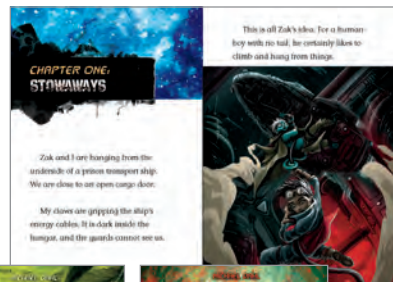 CHAPTER ONE:
STOWAWAYS
Zak and I are hanging from the
underside of a prison transport ship.
We are close to an open cargo door.
My claws are gripping the ship's
energy cables. It is dark inside the
hangar, and the guards cannot see us.
This is all Zak's idea. For a human
boy with no tail, he certainly likes to
climb and hang from things.